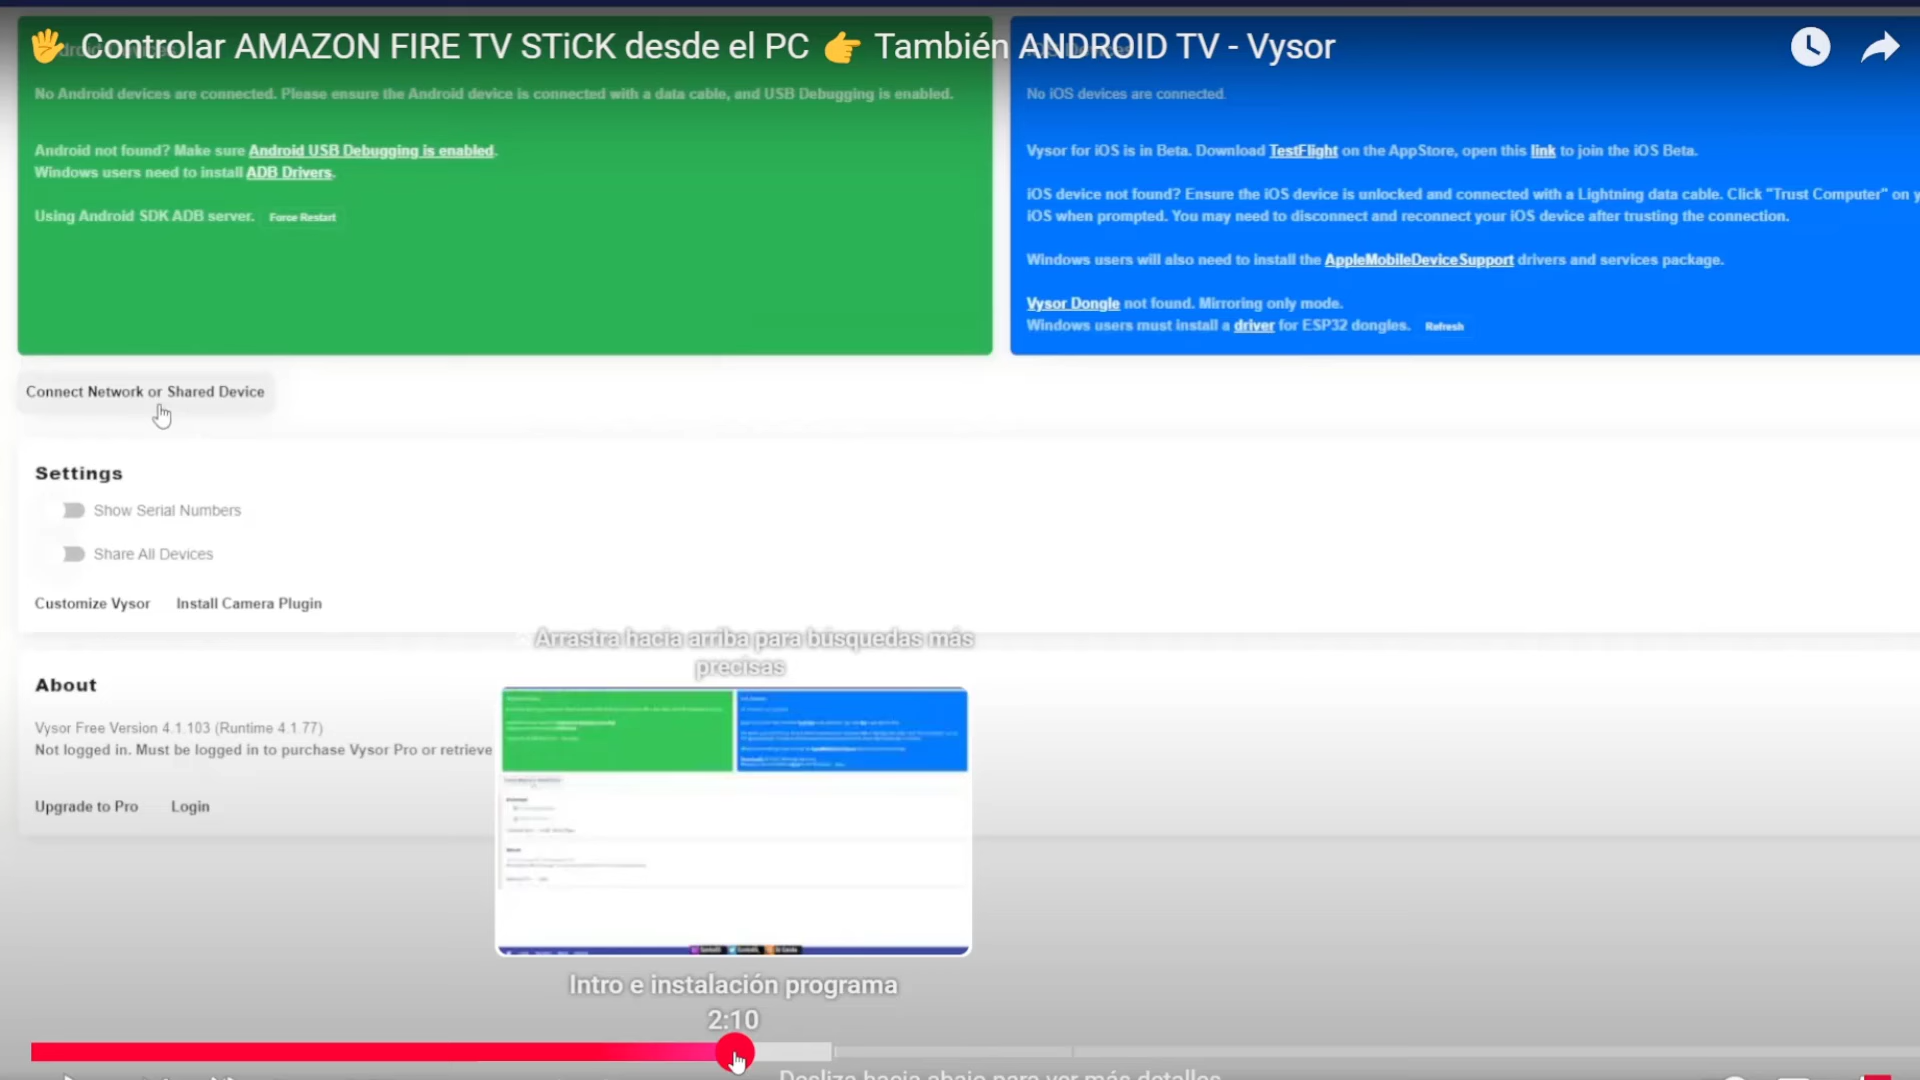 🖐 Controlar AMAZON FIRE TV STiCK desde el PC 👉 También ANDROID TV - Vysor
No Android devices are connected. Please ensure the Android device is connected with a data cable, and USB Debugging is enabled.
Android not found? Make sure Android USB Debugging is enabled.
Windows users need to install ADB Drivers.
Using Android SDK ADB server. Force Restart
No iOS devices are connected.
Vysor for iOS is in Beta. Download TestFlight on the AppStore, open this link to join the iOS Beta.
iOS device not found? Ensure the iOS device is unlocked and connected with a Lightning data cable. Click "Trust Computer" on y
iOS when prompted. You may need to disconnect and reconnect your iOS device after trusting the connection.
Windows users will also need to install the AppleMobileDeviceSupport drivers and services package.
Vysor Dongle not found. Mirroring only mode.
Windows users must install a driver for ESP32 dongles. Refresh
Connect Network or Shared Device
Settings
Show Serial Numbers
Share All Devices
Customize Vysor Install Camera Plugin
About
Vysor Free Version 4.1.103 (Runtime 4.1.77)
Not logged in. Must be logged in to purchase Vysor Pro or retrieve
Upgrade to Pro Login
Arrastra hacia arriba para búsquedas más
precisas
Intro e instalación programa
2:10
Desliza hacia abajo para ver más detalles